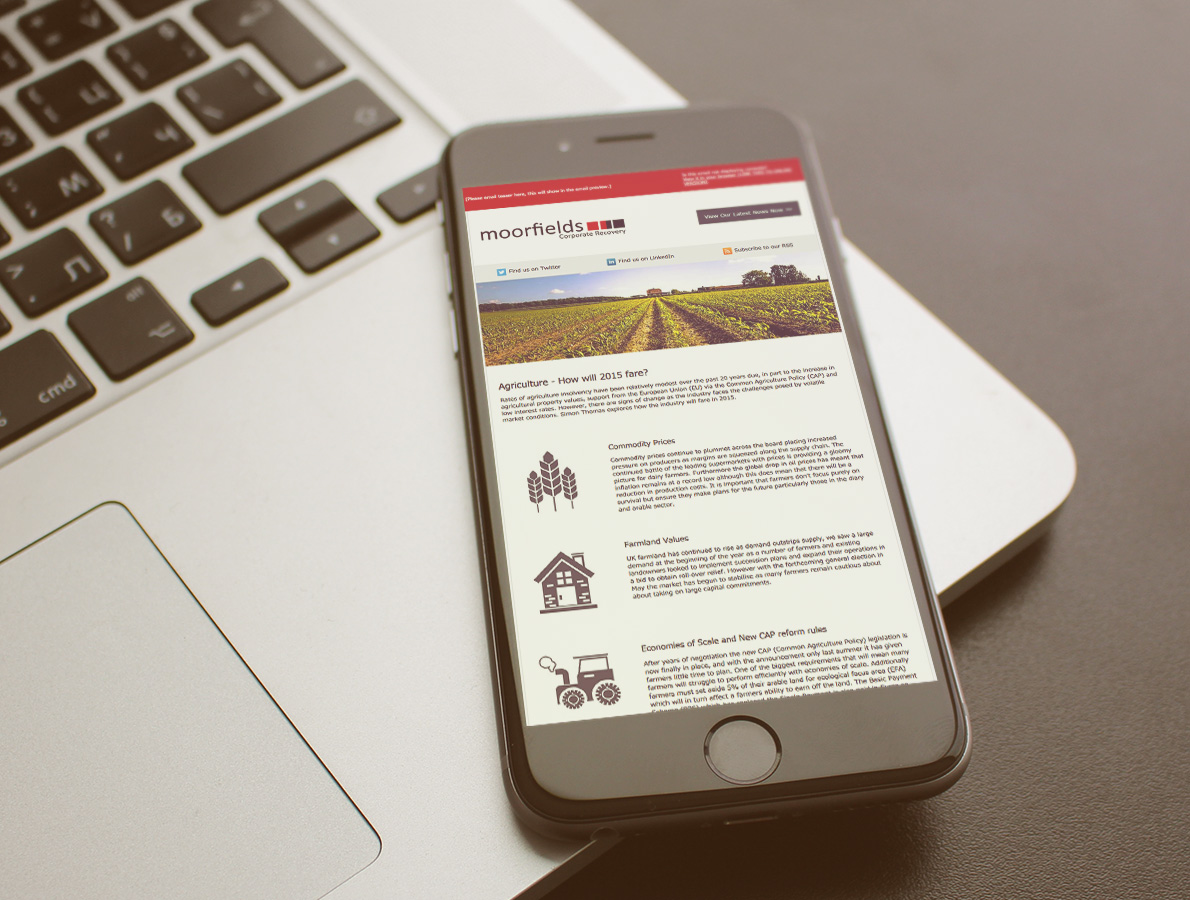 [Please email teaser here, this will show in the email preview.]
Is this email not displaying correctly?
moorfields
Corporate Recovery
View Our Latest News Now
Find us on Twitter
Find us on LinkedIn
Subscribe to our RSS
Agriculture - How will 2015 fare?
Rates of agriculture insolvency have been relatively modest over the past 20 years due, in part to the increase in
agricultural property values, support from the European Union (EU) via the Common Agriculture Policy (CAP) and
low interest rates. However, there are signs of change as the industry faces the challenges posed by volatile
market conditions. Simon Thomas explores how the industry will fare in 2015.
Commodity Prices
Commodity prices continue to plummet across the board placing increased
pressure on producers as margins are squeezed along the supply chain. The
continued battle of the leading supermarkets with prices is providing a gloomy
picture for dairy farmers. Furthermore the global drop in oil prices has meant that
inflation remains at a record low although this does mean that there will be a
reduction in production costs. It is important that farmers don't focus purely on
survival but ensure they make plans for the future particularly those in the diary
and arable sector.
Farmland Values
UK farmland has continued to rise as demand outstrips supply, we saw a large
demand at the beginning of the year as a number of farmers and existing
landowners looked to implement succession plans and expand their operations in
a bid to obtain roll over relief. However with the forthcoming general election in
May the market has begun to stabilise as many farmers remain cautious about
about taking on large capital commitments.
Economies of Scale and New CAP reform rules
After years of negotiation the new CAP (Common Agriculture Policy) legislation is
now finally in place, and with the announcement only last summer it has given
farmers little time to plan. One of the biggest requirements that will mean many
farmers will struggle to perform efficiently with economies of scale. Additionally
farmers must set aside 5% of their arable land for ecological focus area (EFA)
which will in turn effect a farmers ability to earn off the land. The Basic Payment
cmd
alt
Ц
Ч
М
Б
Л